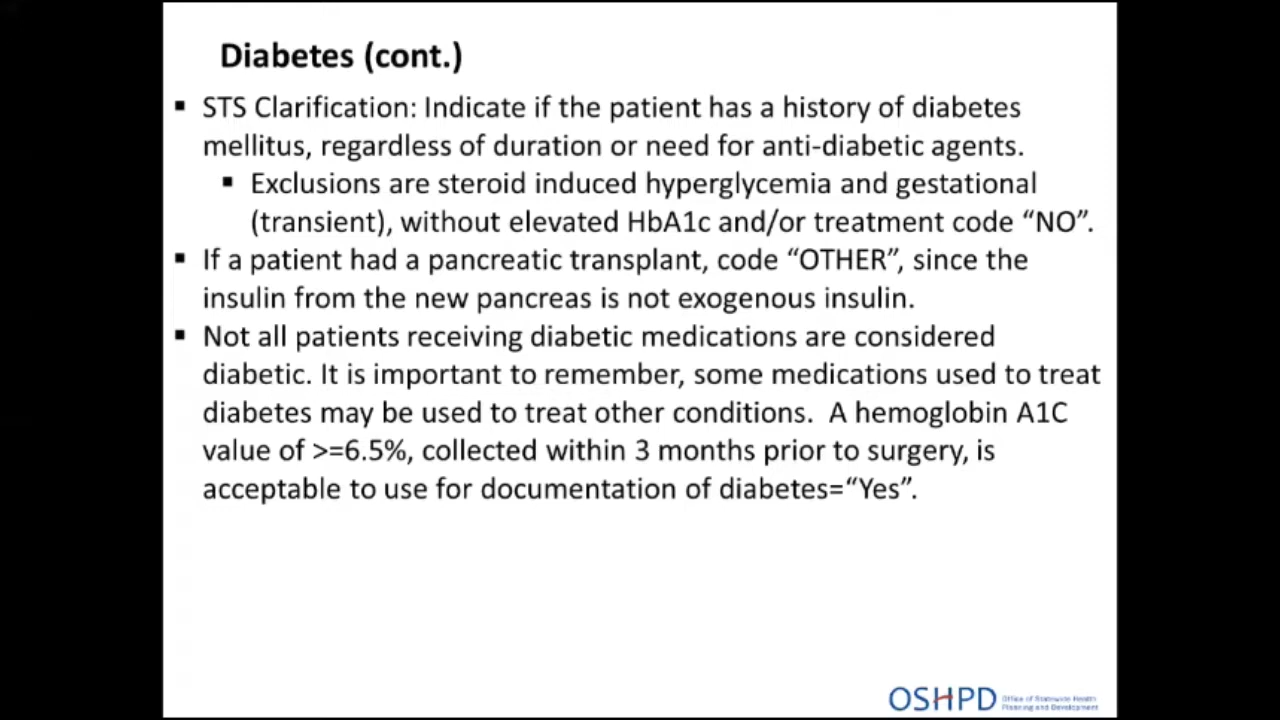 Diabetes (cont.)
▪ STS Clarification: Indicate if the patient has a history of diabetes
mellitus, regardless of duration or need for anti-diabetic agents.
▪ Exclusions are steroid induced hyperglycemia and gestational
(transient), without elevated HbA1c and/or treatment code “NO”.
▪ If a patient had a pancreatic transplant, code “OTHER”, since the
insulin from the new pancreas is not exogenous insulin.
▪ Not all patients receiving diabetic medications are considered
diabetic. It is important to remember, some medications used to treat
diabetes may be used to treat other conditions.  A hemoglobin A1C
value of >=6.5%, collected within 3 months prior to surgery, is
acceptable to use for documentation of diabetes=“Yes”.
OSHPD
Office of Statewide Health
Planning and Development